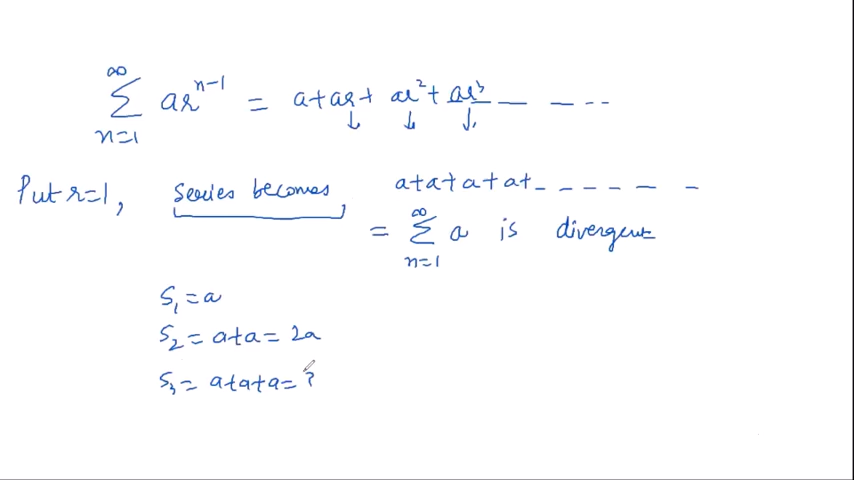 ∞ ∑ n=1 ar^{n-1} = a+ar+ ar²+ ar³ — — --
Put r=1, series becomes a+a+a+a+ - - - - - - -
= ∞ ∑ n=1 a is divergent
S₁ = a
S₂ = a+a = 2a
S₃ = a+a+a =